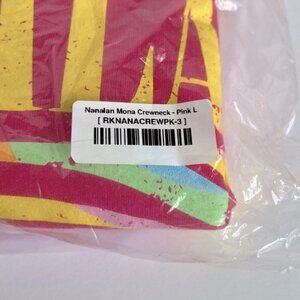 Nanalan Mona Crewneck - Pink L
[ RKNANACREWPK-3 ]